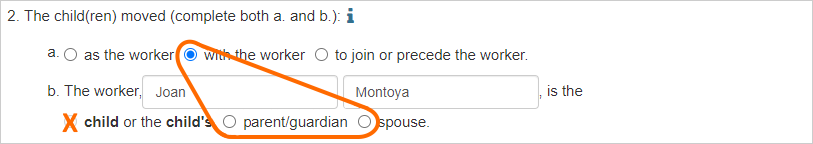 2. The child(ren) moved (complete both a. and b.): i
a. as the worker with the worker to join or precede the worker.
b. The worker, Joan Montoya, is the
X child or the child's parent/guardian spouse.